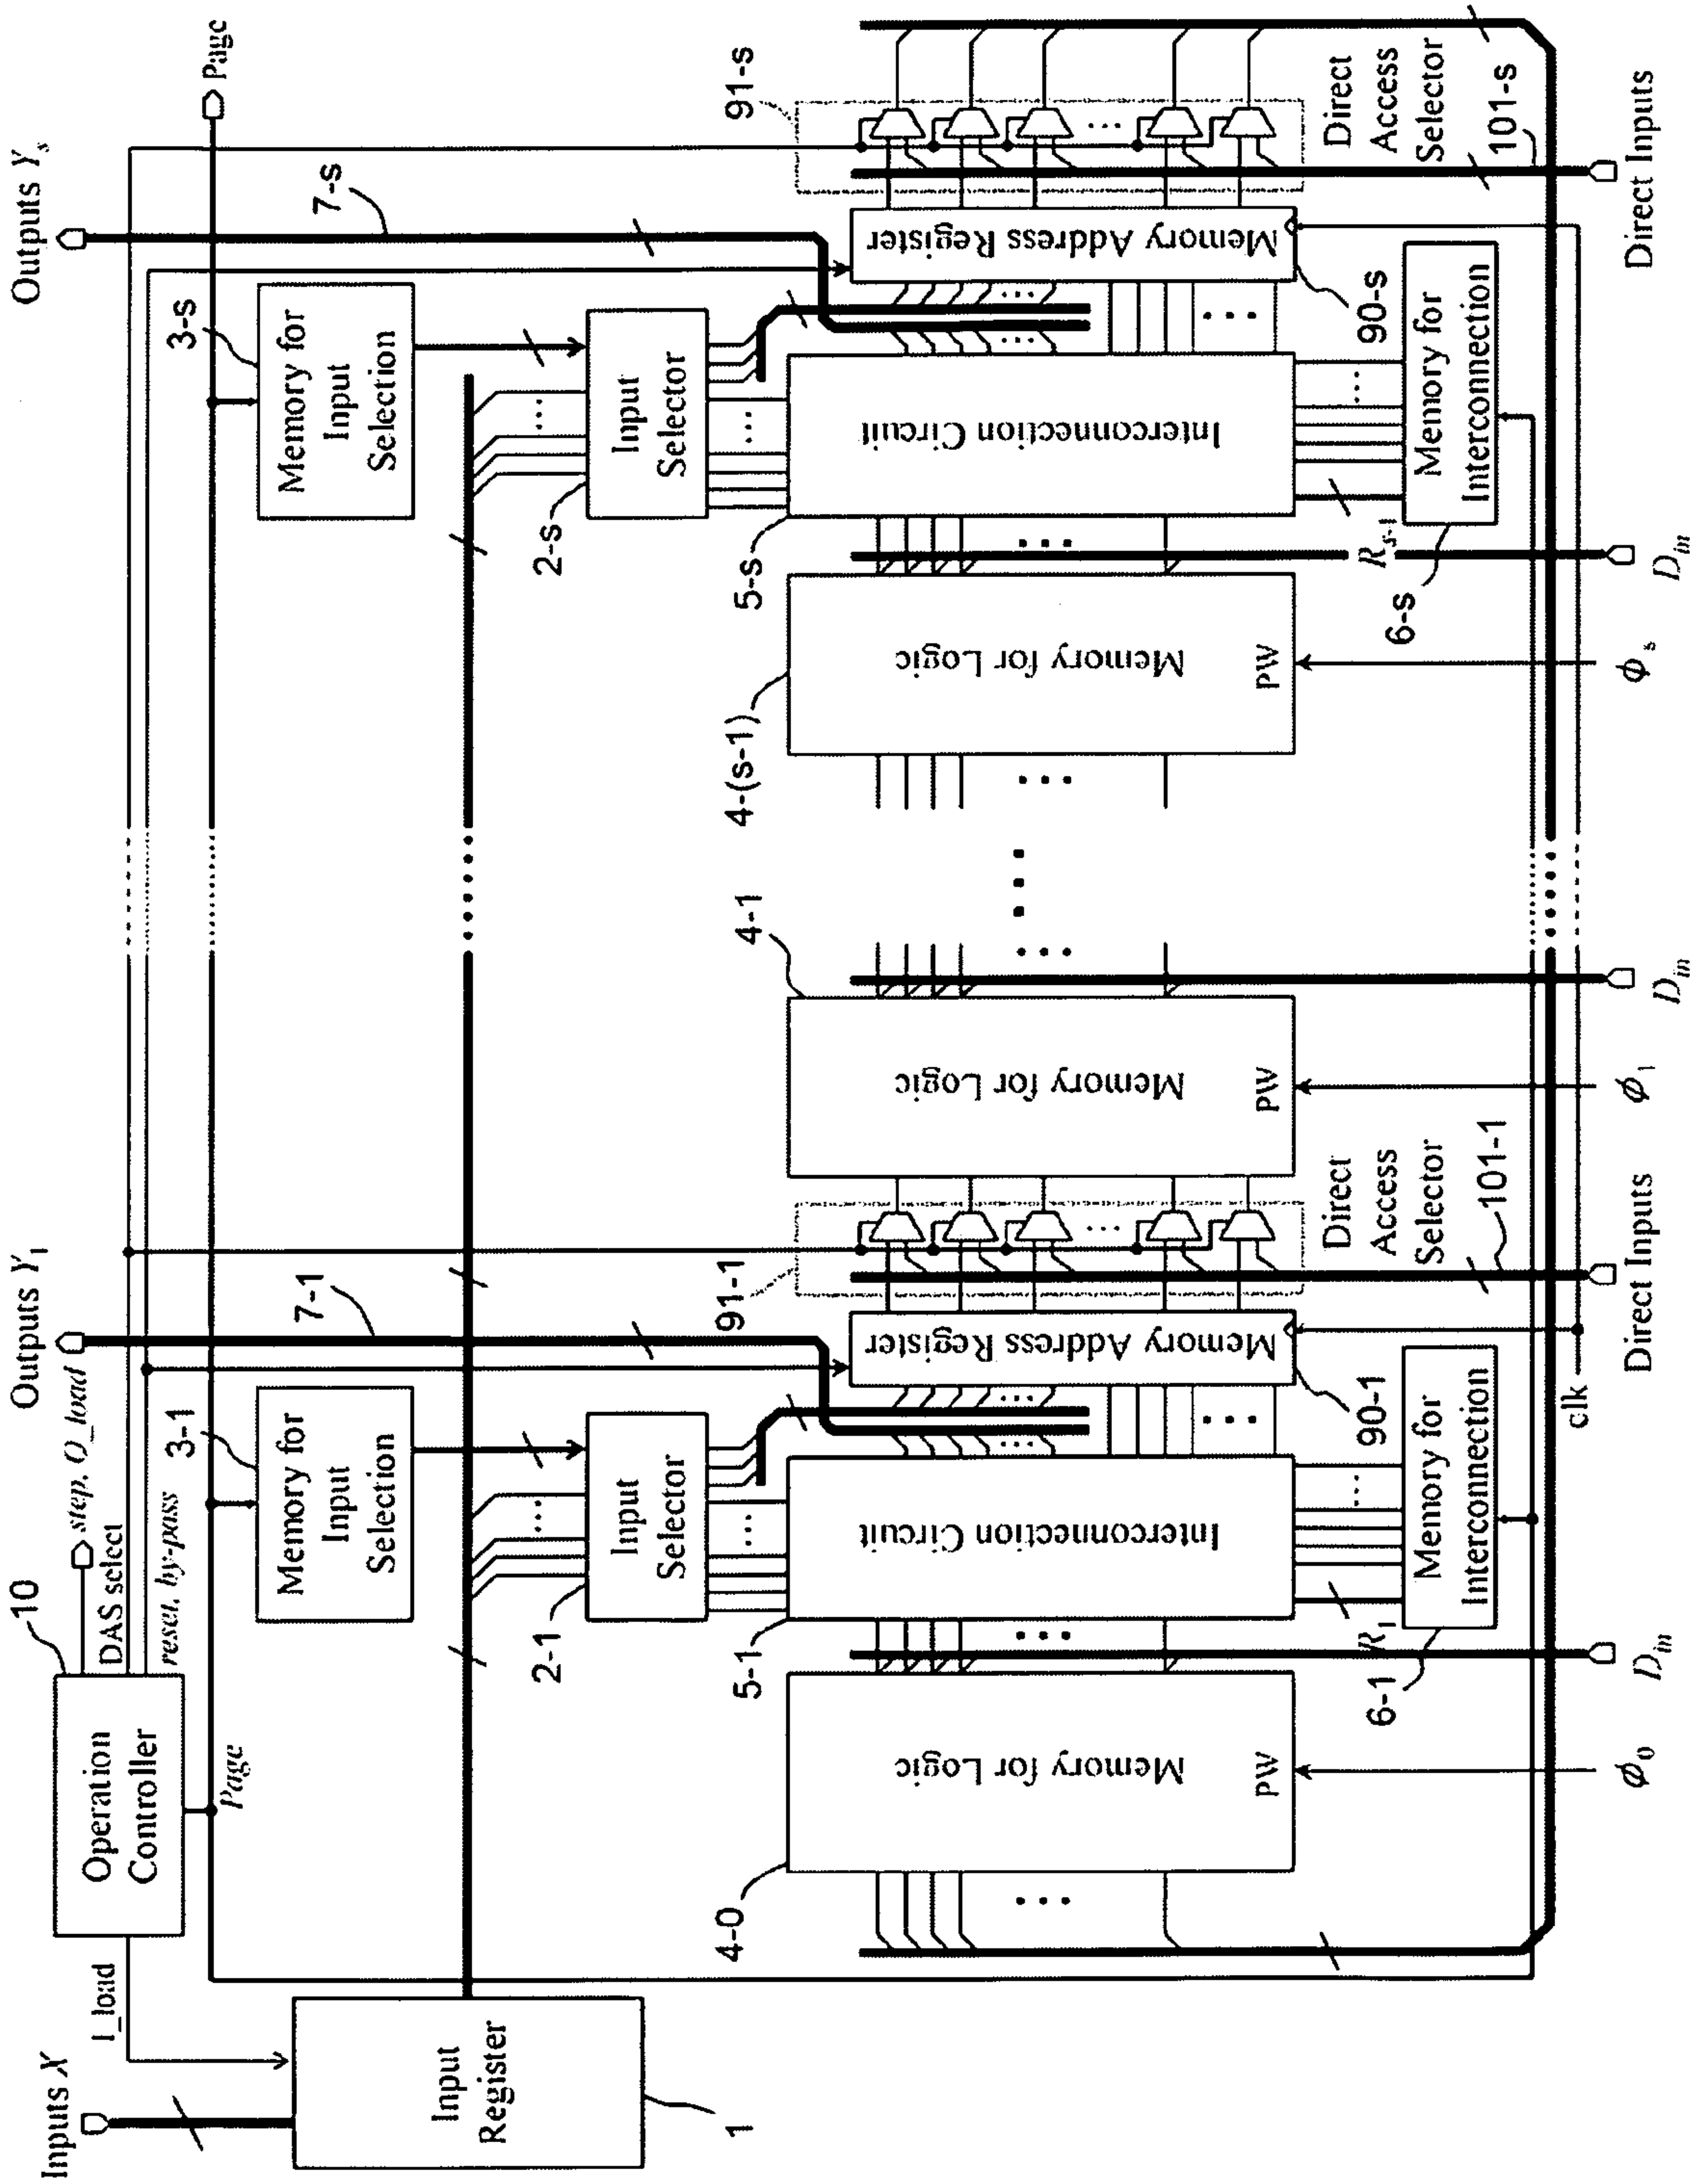 Inputs X
I_load
Input
Register
1
10
Operation
Controller
step, O_load
DAS select
reset, by-pass
Page
Outputs Y1
7-1
Outputs Ys
7-s
Page
3-1
Memory for
Input
Selection
3-s
Memory for
Input
Selection
2-1
Input
Selector
2-s
Input
Selector
4-0
Memory for Logic
PW
ϕ0
5-1
Interconnection Circuit
R1
6-1
Memory for
Interconnection
Din
Memory Address Register
90-1
91-1
Direct
Access
Selector
101-1
Direct Inputs
clk
4-1
Memory for Logic
PW
ϕ1
Din
4-(s-1)
Memory for Logic
PW
ϕs
5-s
Interconnection Circuit
Rs-1
6-s
Memory for
Interconnection
Din
Memory Address Register
90-s
91-s
Direct
Access
Selector
101-s
Direct Inputs